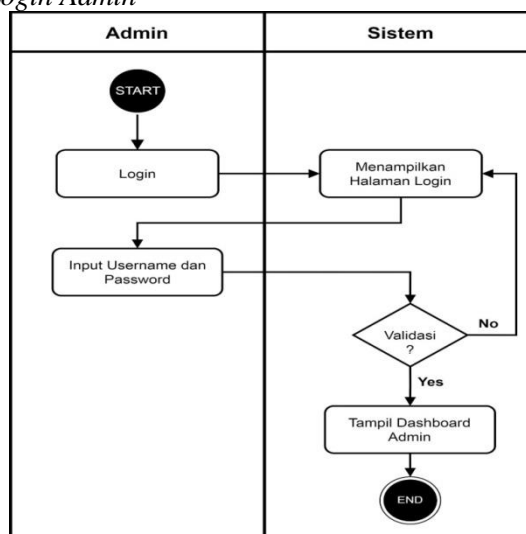 Login Admin
Admin
Sistem
START
Login
Menampilkan
Halaman Login
Input Username dan
Password
Validasi
?
No
Yes
Tampil Dashboard
Admin
END